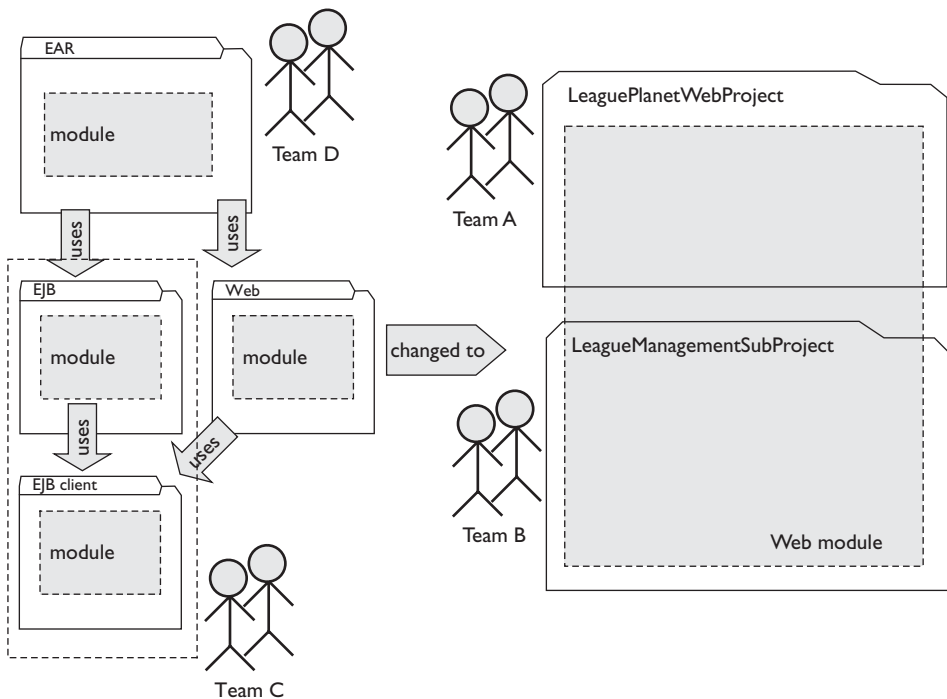 EAR
module
Team D
uses
uses
EJB
module
Web
module
uses
uses
EJB client
module
Team C
changed to
LeaguePlanetWebProject
Team A
LeagueManagementSubProject
Team B
Web module